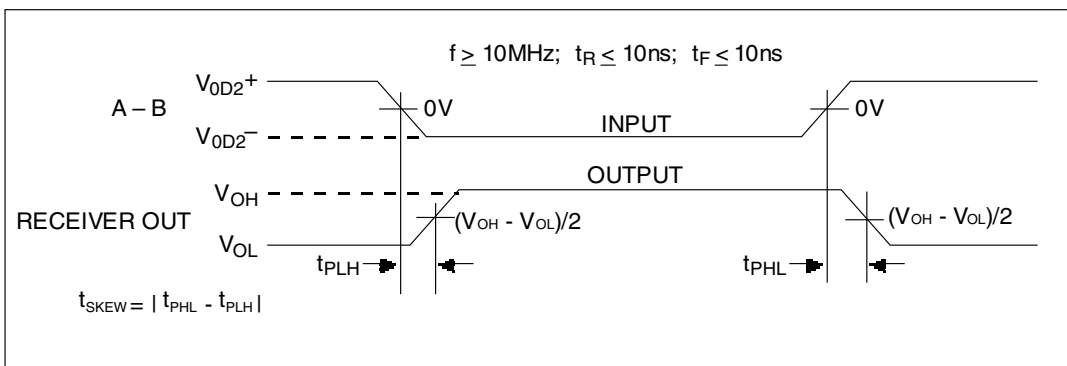 f ≥ 10MHz; tR ≤ 10ns; tF ≤ 10ns
V0D2+
A – B
0V
0V
V0D2–
INPUT
VOH
OUTPUT
RECEIVER OUT
(VOH - VOL)/2
(VOH - VOL)/2
VOL
tPLH
tPHL
tSKEW = | tPHL - tPLH |